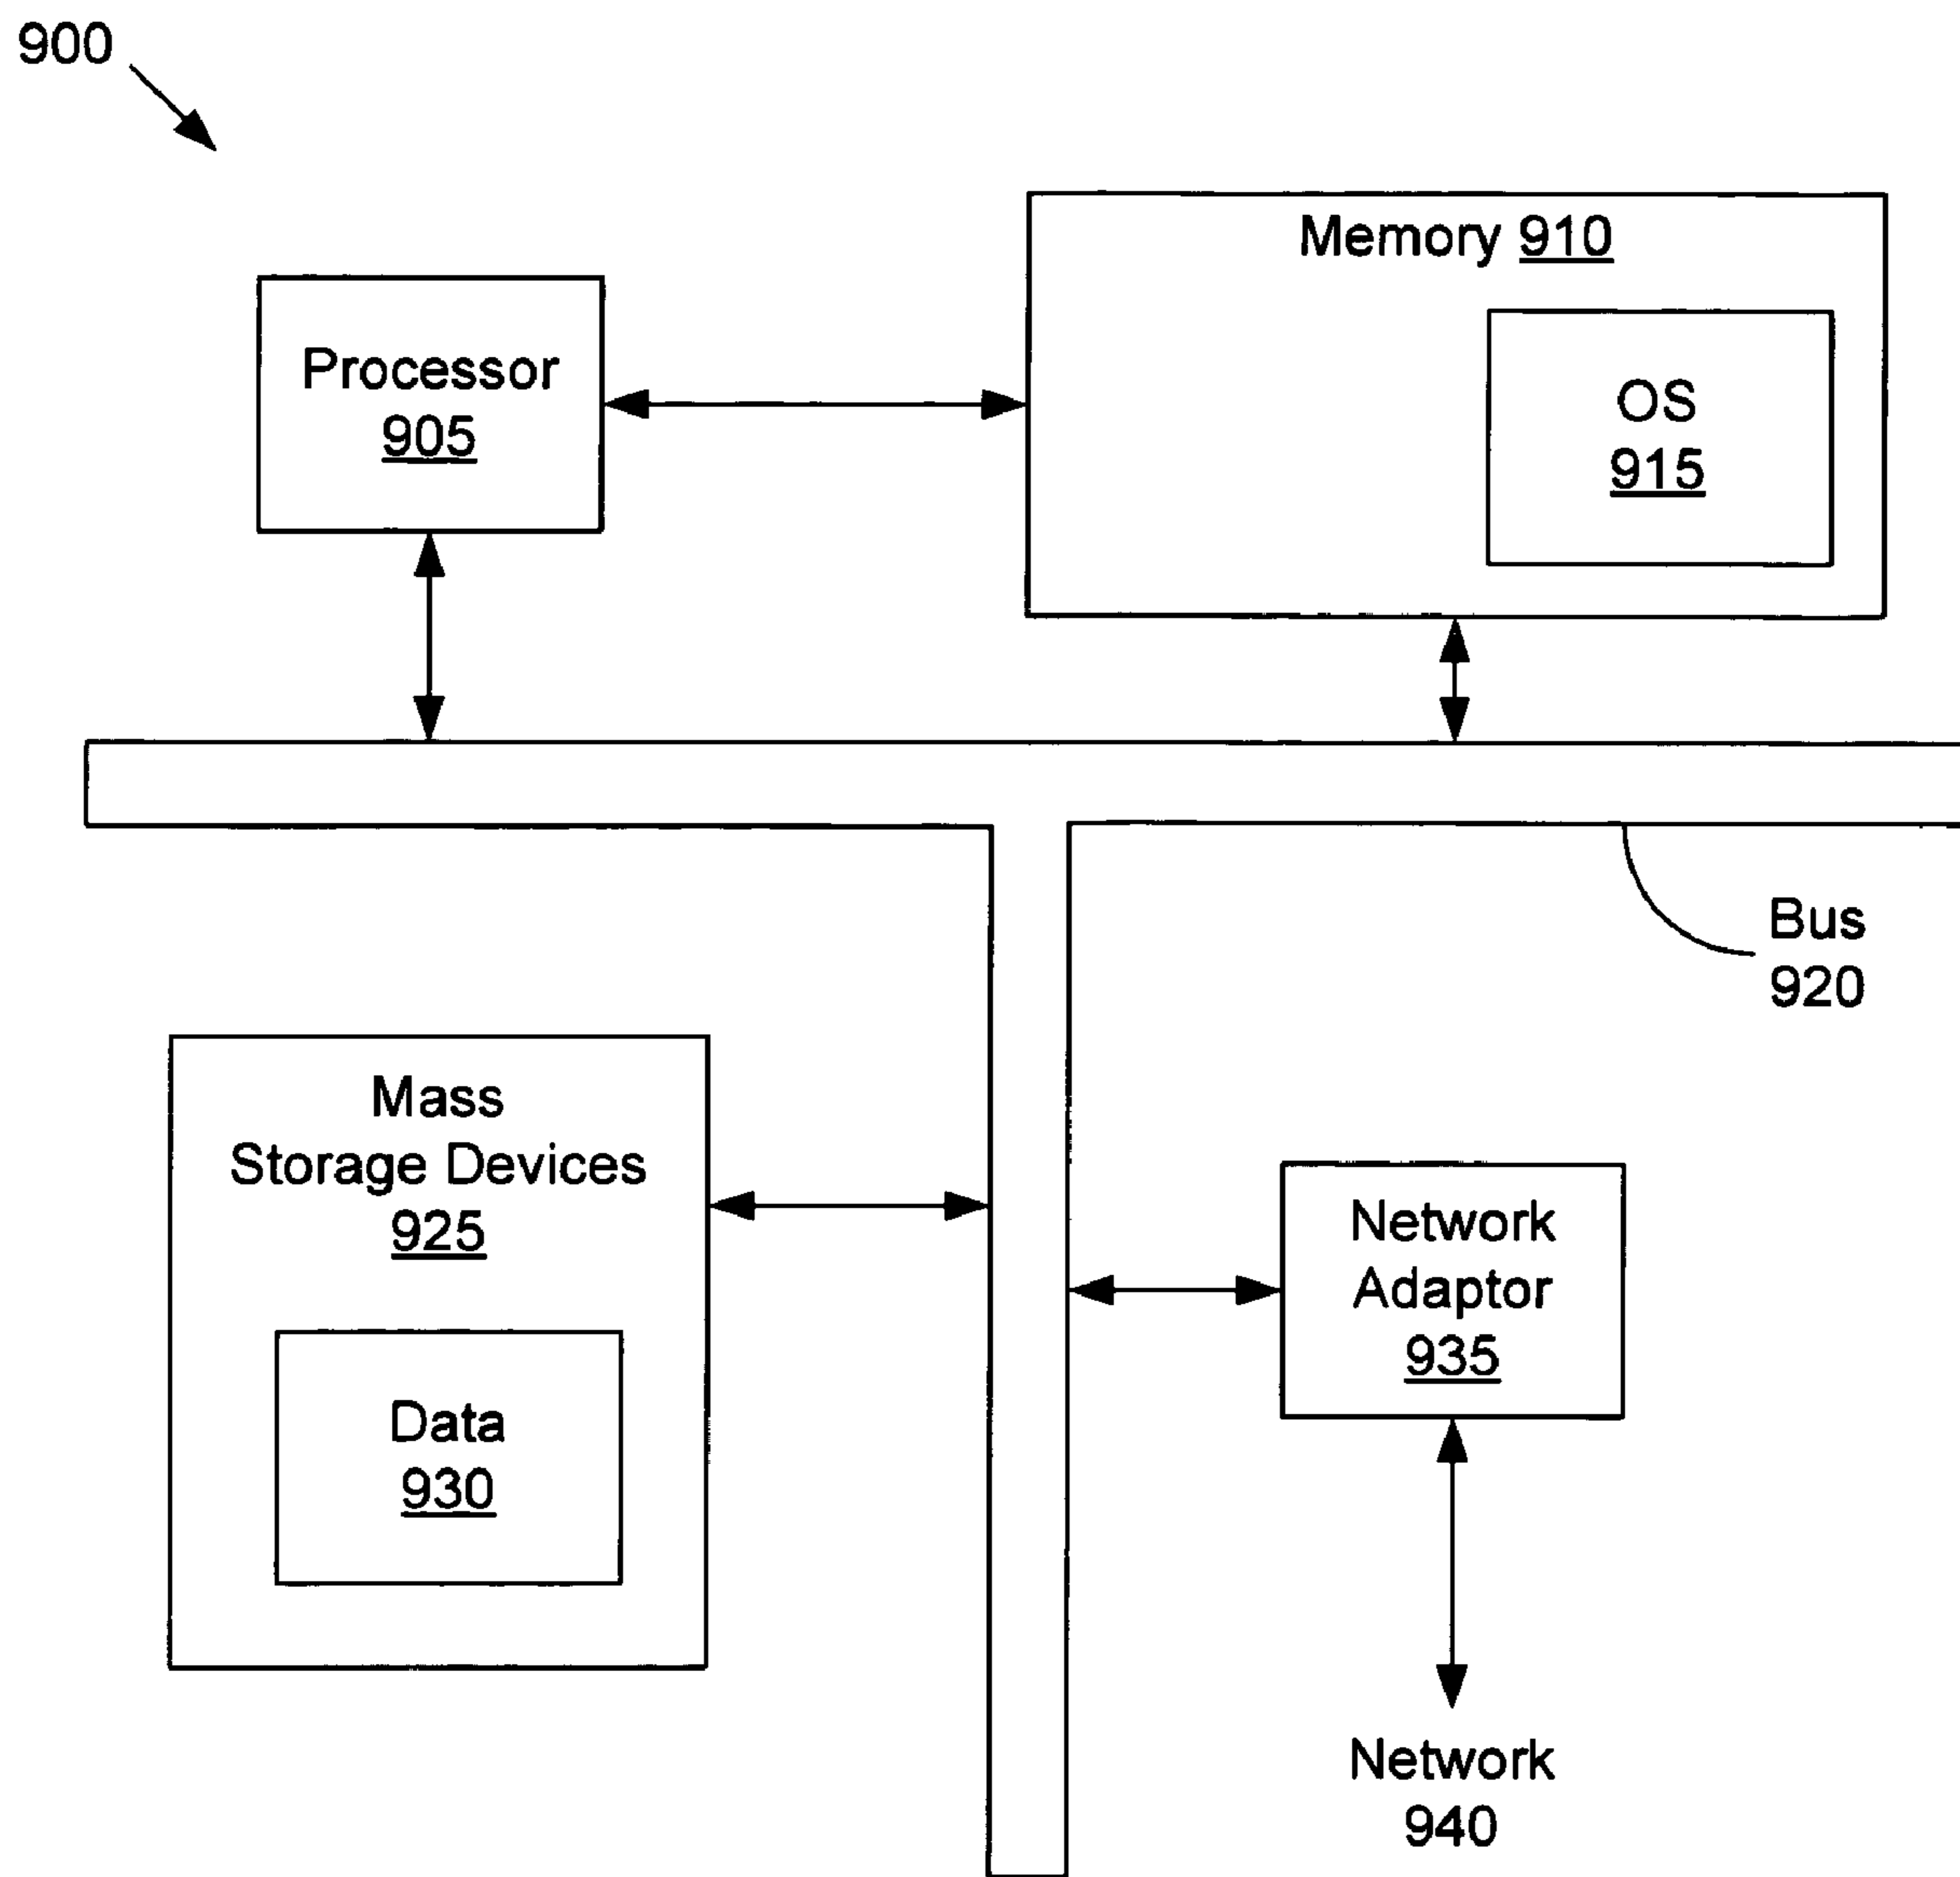 900
Memory 910
Processor
905
OS
915
Bus
920
Mass
Storage Devices
925
Data
930
Network
Adaptor
935
Network
940